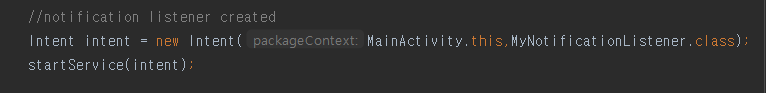 //notification listener created
Intent intent = new Intent( packageContext: MainActivity.this,MyNotificationListener.class);
startService(intent);